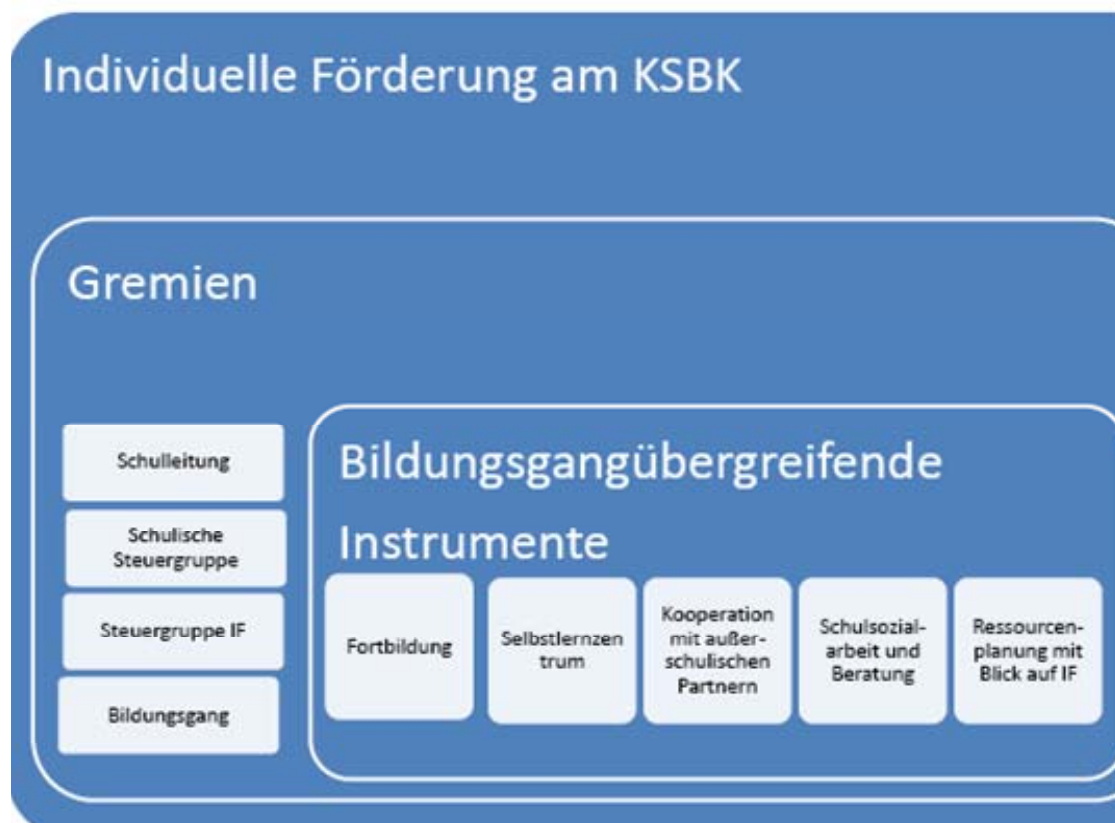 Individuelle Förderung am KSBK
Gremien
Schulleitung
Schulische
Steuergruppe
Steuergruppe IF
Bildungsgang
Bildungsgangübergreifende
Instrumente
Fortbildung
Selbstlernzen
trum
Kooperation
mit außer-
schulischen
Partnern
Schulsozial-
arbeit und
Beratung
Ressourcen-
planung mit
Blick auf IF